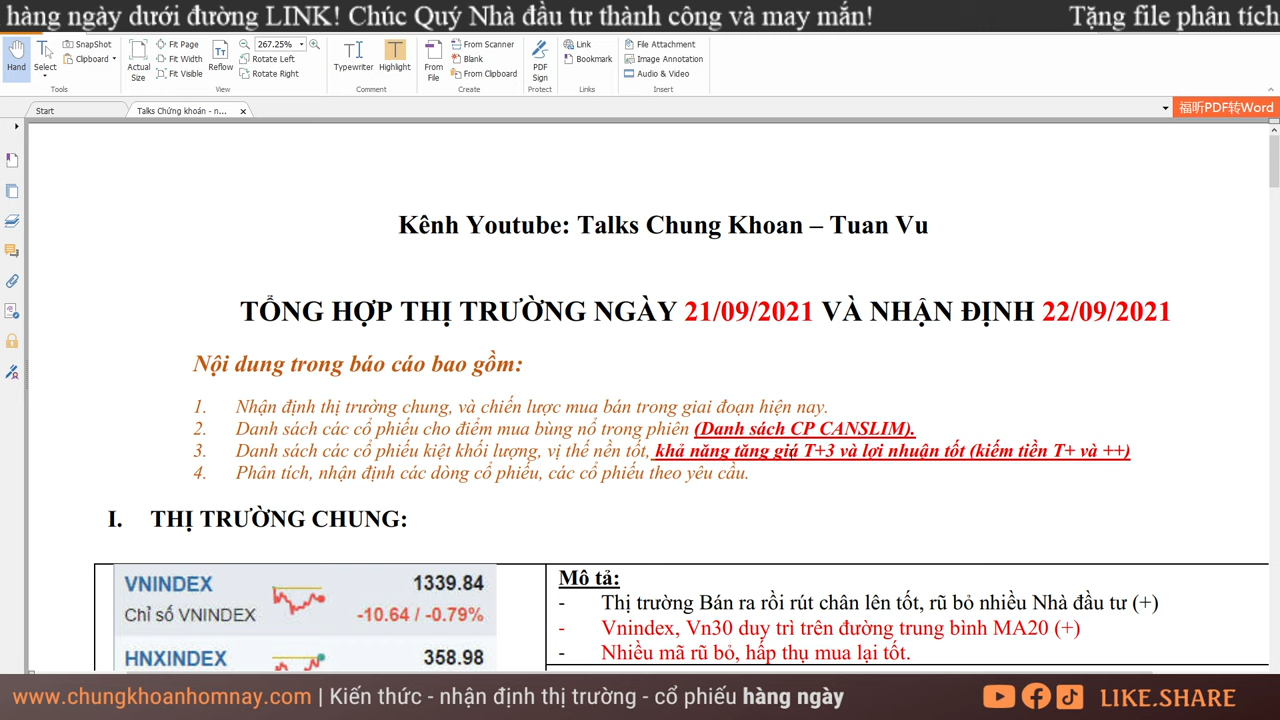 hàng ngày dưới đường LINK! Chúc Quý Nhà đầu tư thành công và may mắn! Tặng file phân tích
Hand
Select
SnapShot
Clipboard
Tools
Actual Size
Fit Page
Fit Width
Fit Visible
Reflow
267.25%
Rotate Left
Rotate Right
View
Typewriter
Highlight
Comment
From File
From Scanner
Blank
From Clipboard
Create
PDF Sign
Protect
Link
Bookmark
Links
File Attachment
Image Annotation
Audio & Video
Insert
Start
Talks Chứng khoán - n...
福昕PDF转Word
Kênh Youtube: Talks Chung Khoan – Tuan Vu
TỔNG HỢP THỊ TRƯỜNG NGÀY 21/09/2021 VÀ NHẬN ĐỊNH 22/09/2021
Nội dung trong báo cáo bao gồm:
1. Nhận định thị trường chung, và chiến lược mua bán trong giai đoạn hiện nay.
2. Danh sách các cổ phiếu cho điểm mua bùng nổ trong phiên (Danh sách CP CANSLIM).
3. Danh sách các cổ phiếu kiệt khối lượng, vị thế nền tốt, khả năng tăng giá T+3 và lợi nhuận tốt (kiếm tiền T+ và ++)
4. Phân tích, nhận định các dòng cổ phiếu, các cổ phiếu theo yêu cầu.
I. THỊ TRƯỜNG CHUNG:
VNINDEX 1339.84
Chỉ số VNINDEX -10.64 / -0.79%
HNXINDEX 358.98
Mô tả:
- Thị trường Bán ra rồi rút chân lên tốt, rũ bỏ nhiều Nhà đầu tư (+)
- Vnindex, Vn30 duy trì trên đường trung bình MA20 (+)
- Nhiều mã rũ bỏ, hấp thụ mua lại tốt.
www.chungkhoanhomnay.com | Kiến thức - nhận định thị trường - cổ phiếu hàng ngày
LIKE.SHARE